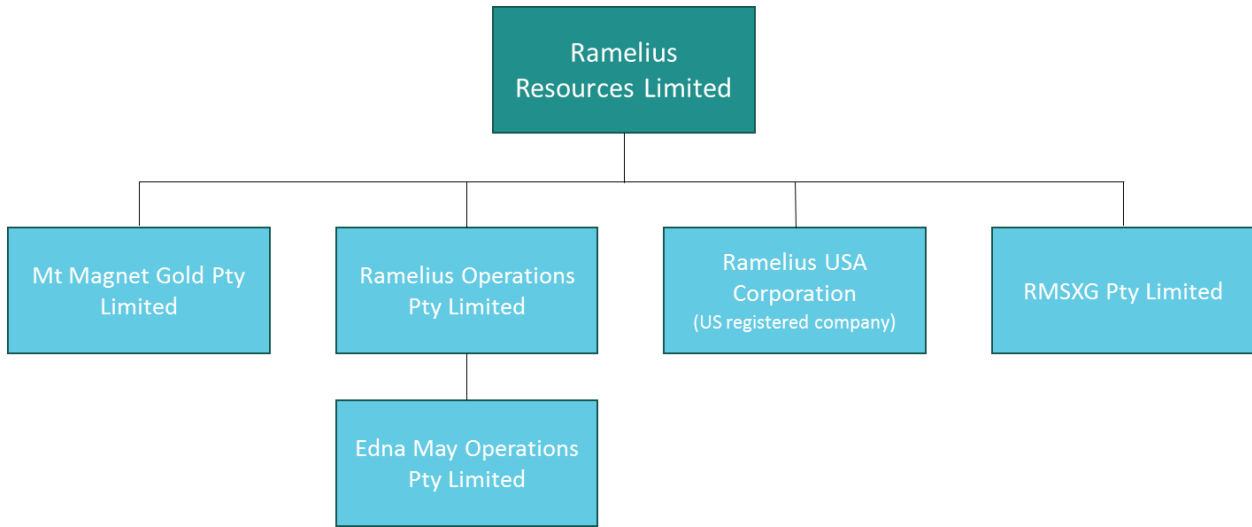 Ramelius
Resources Limited
Mt Magnet Gold Pty
Limited
Ramelius Operations
Pty Limited
Ramelius USA
Corporation
(US registered company)
RMSXG Pty Limited
Edna May Operations
Pty Limited